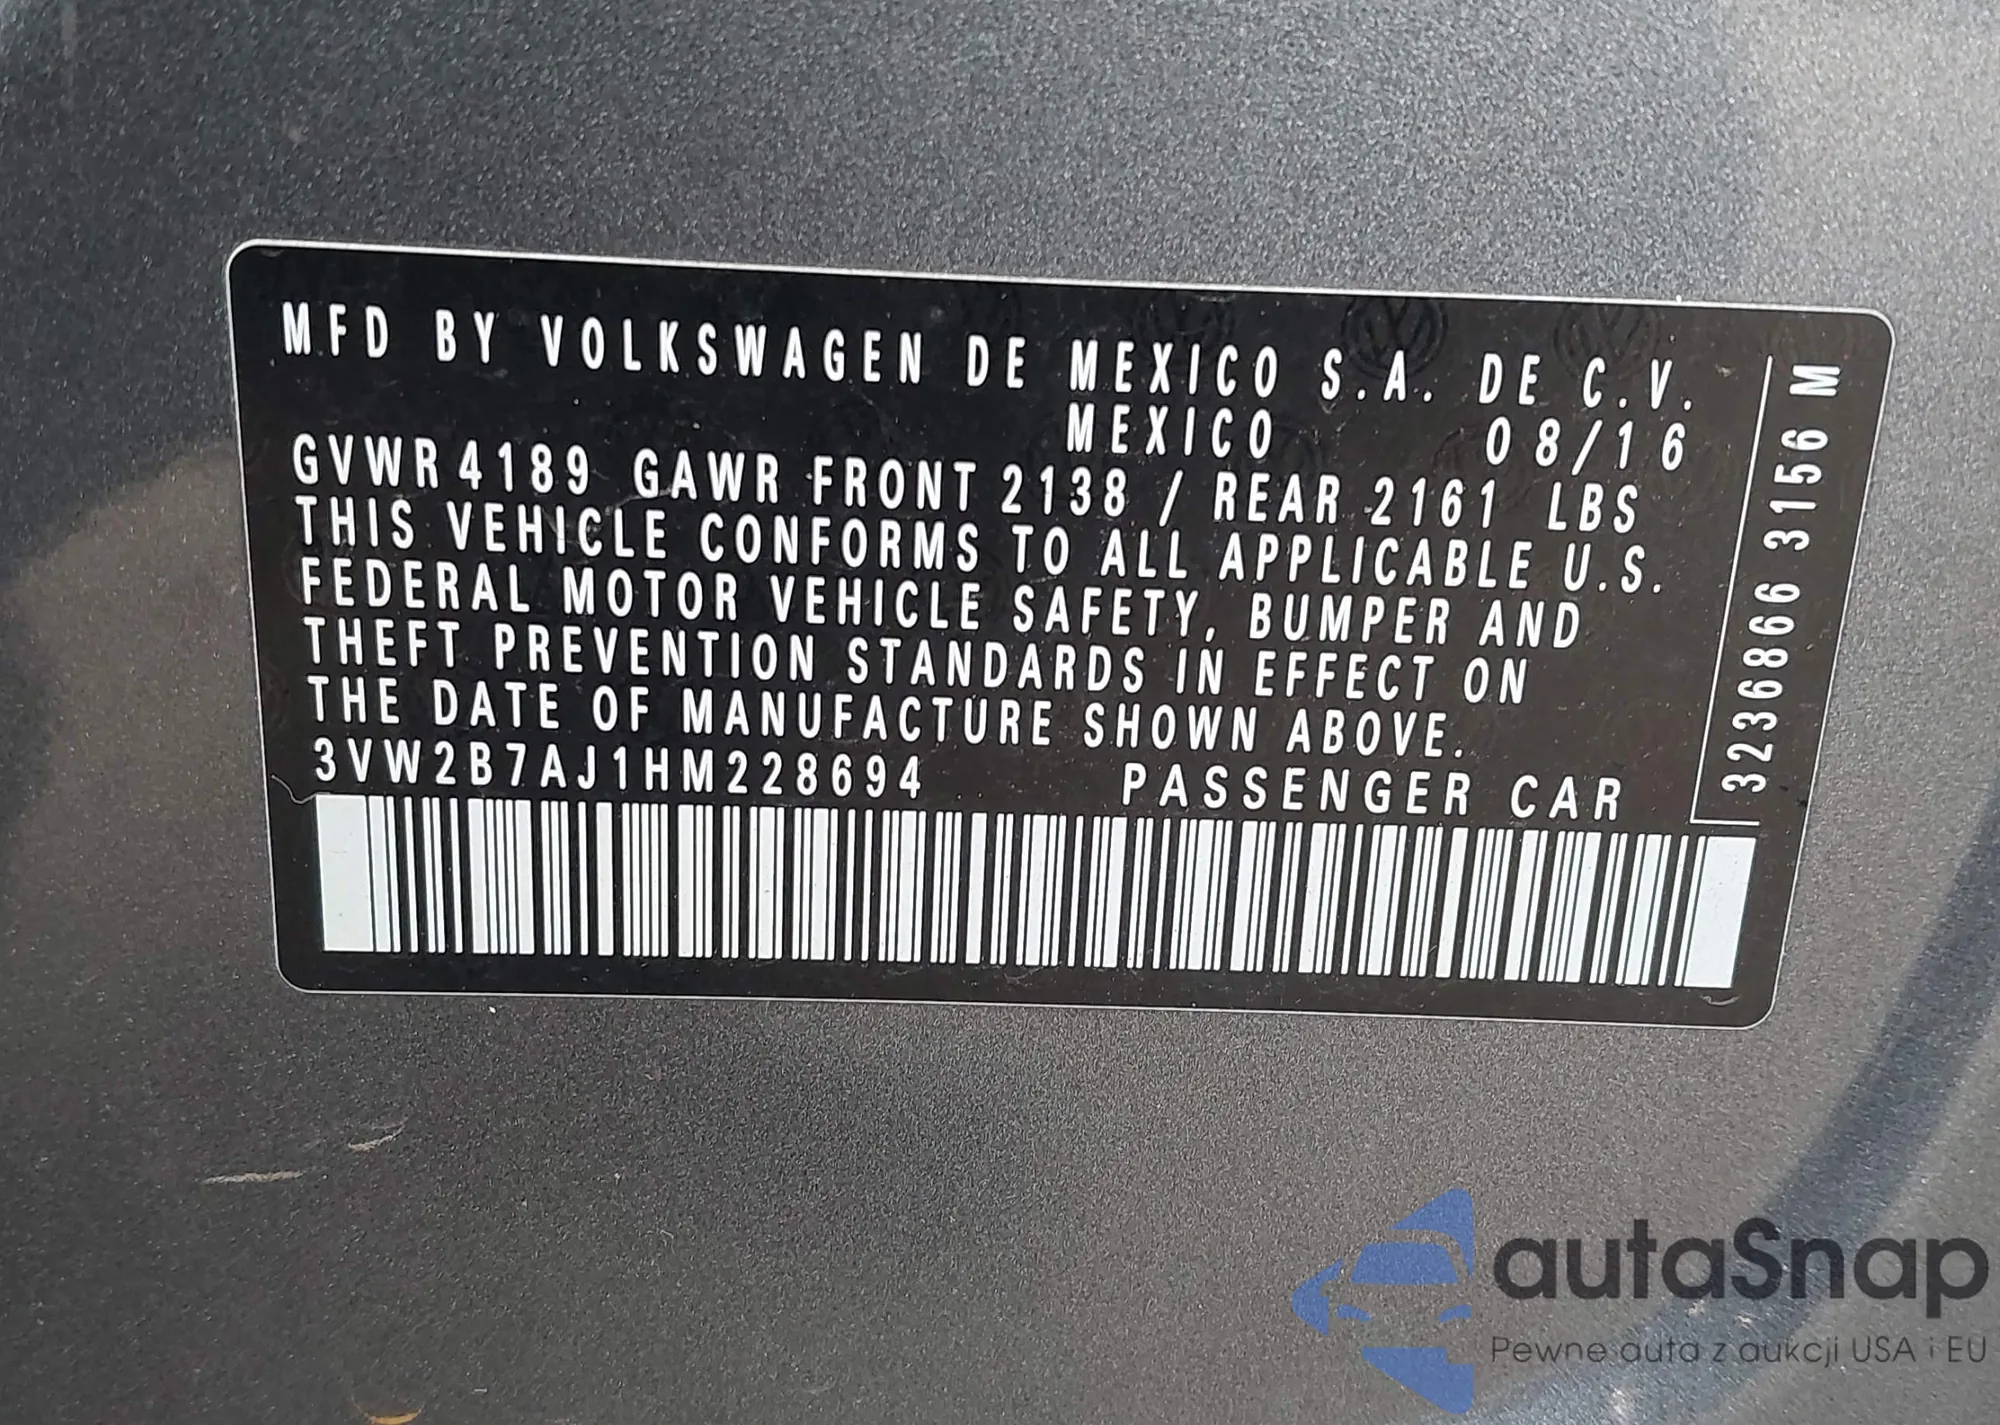 MFD BY VOLKSWAGEN DE MEXICO S.A. DE C.V.
MEXICO 08/16
GVWR 4189 GAWR FRONT 2138 / REAR 2161 LBS
THIS VEHICLE CONFORMS TO ALL APPLICABLE U.S.
FEDERAL MOTOR VEHICLE SAFETY, BUMPER AND
THEFT PREVENTION STANDARDS IN EFFECT ON
THE DATE OF MANUFACTURE SHOWN ABOVE.
3VW2B7AJ1HM228694 PASSENGER CAR
3236866 3156 M
autaSnap
Pewne auta z aukcji USA i EU